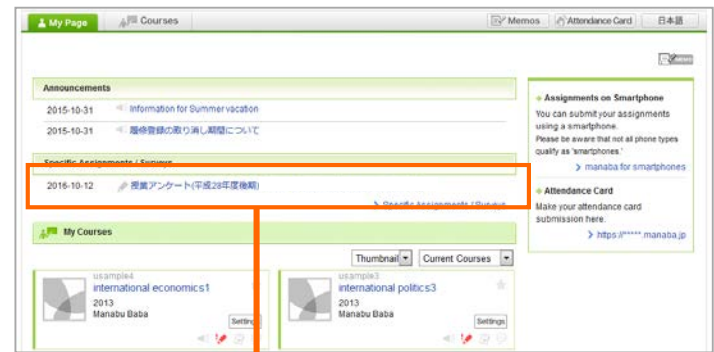 My Page
Courses
Memos
Attendance Card
日本語
Announcements
2015-10-31 Information for Summer vacation
2015-10-31 履修登録の取り消し期間について
Specific Assignments / Surveys
2016-10-12 授業アンケート(平成28年度後期)
Specific Assignments / Surveys
My Courses
Thumbnail
Current Courses
usample4
international economics1
2013
Manabu Baba
Settings
usample3
international politics3
2013
Manabu Baba
Settings
Assignments on Smartphone
You can submit your assignments
using a smartphone.
Please be aware that not all phone types
qualify as 'smartphones.'
manaba for smartphones
Attendance Card
Make your attendance card
submission here.
https://*****.manaba.jp